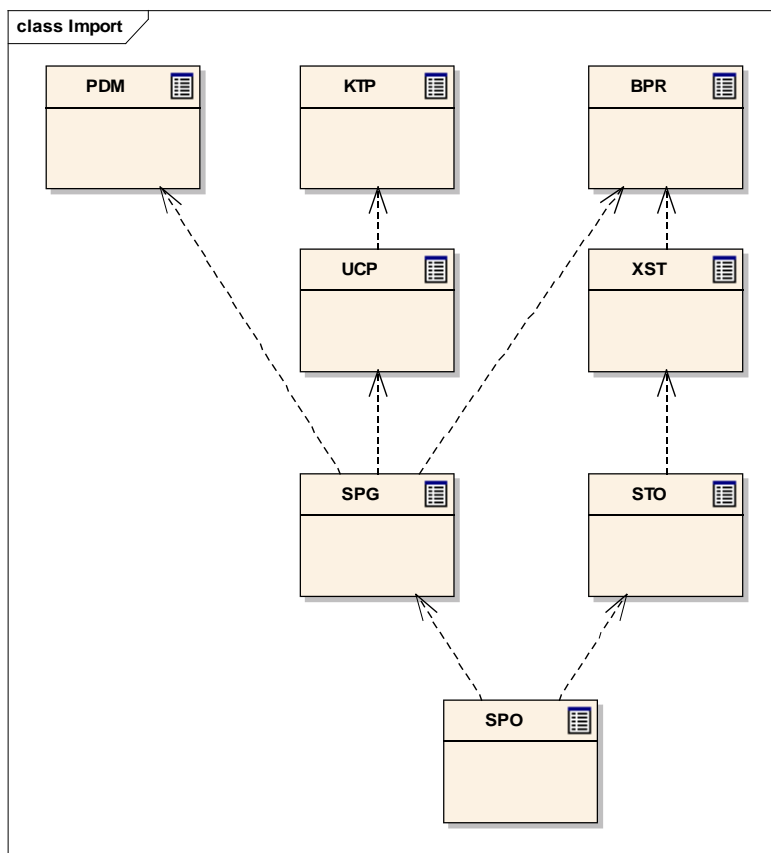 class Import
PDM
KTP
BPR
UCP
XST
SPG
STO
SPO